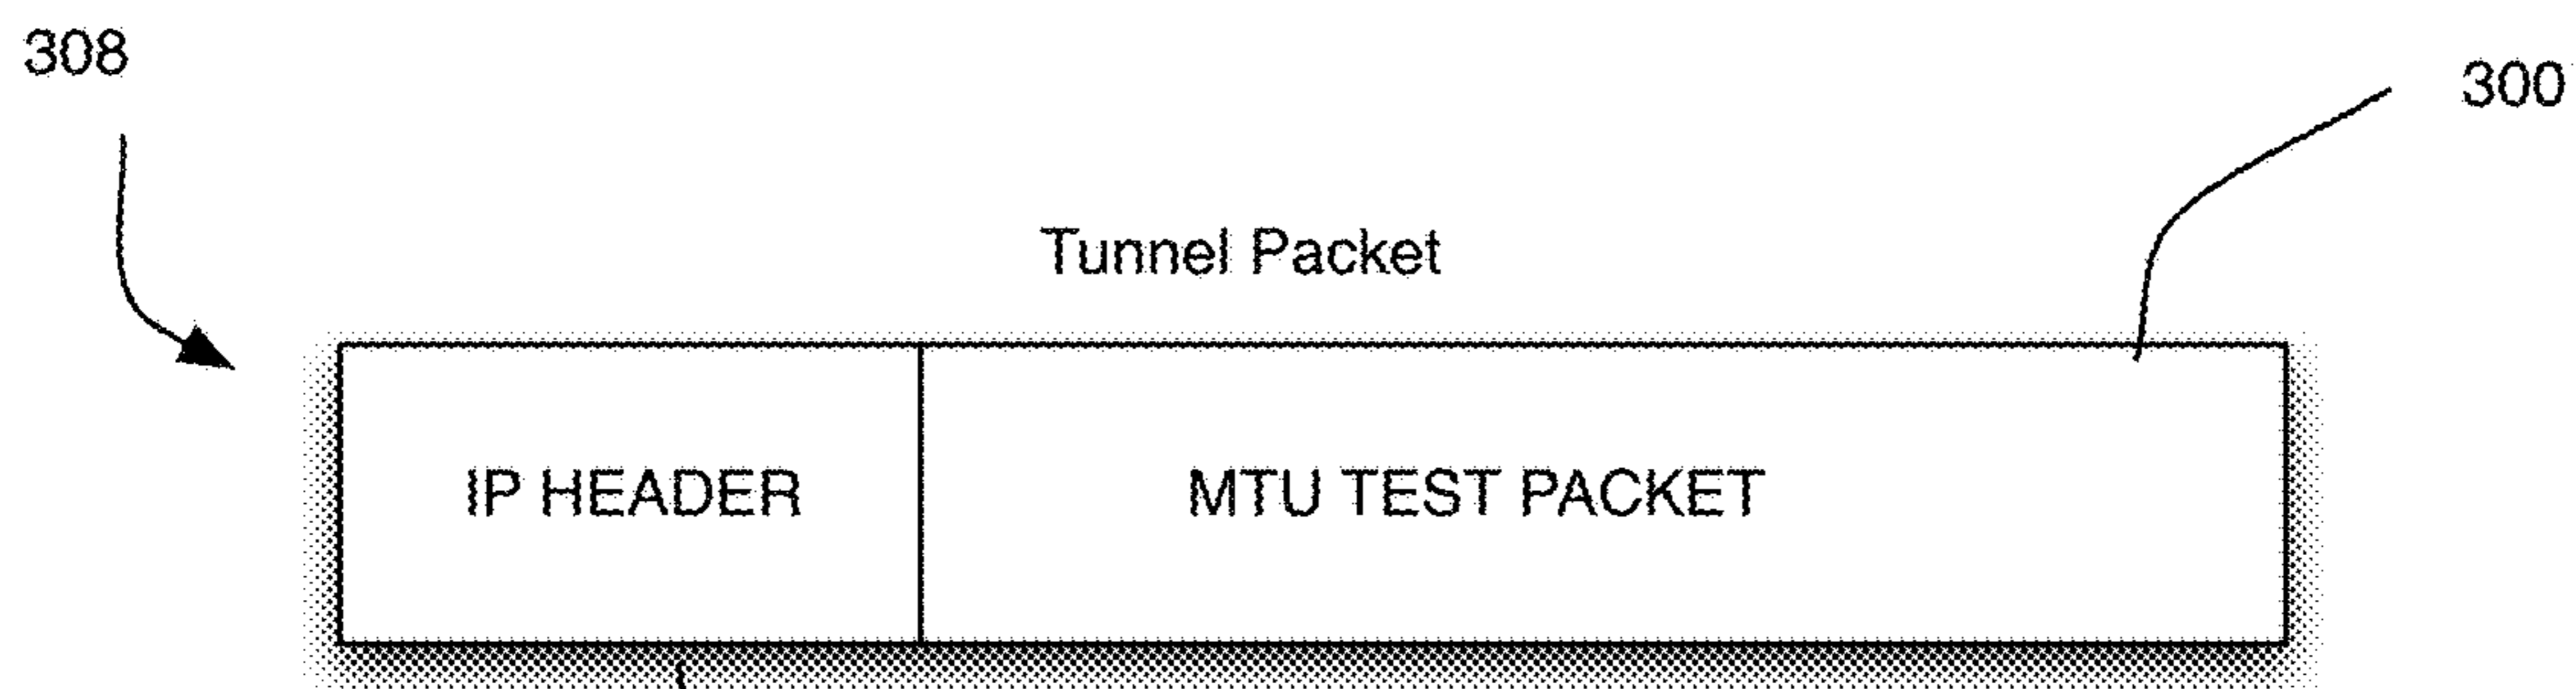 308
300
Tunnel Packet
IP HEADER
MTU TEST PACKET